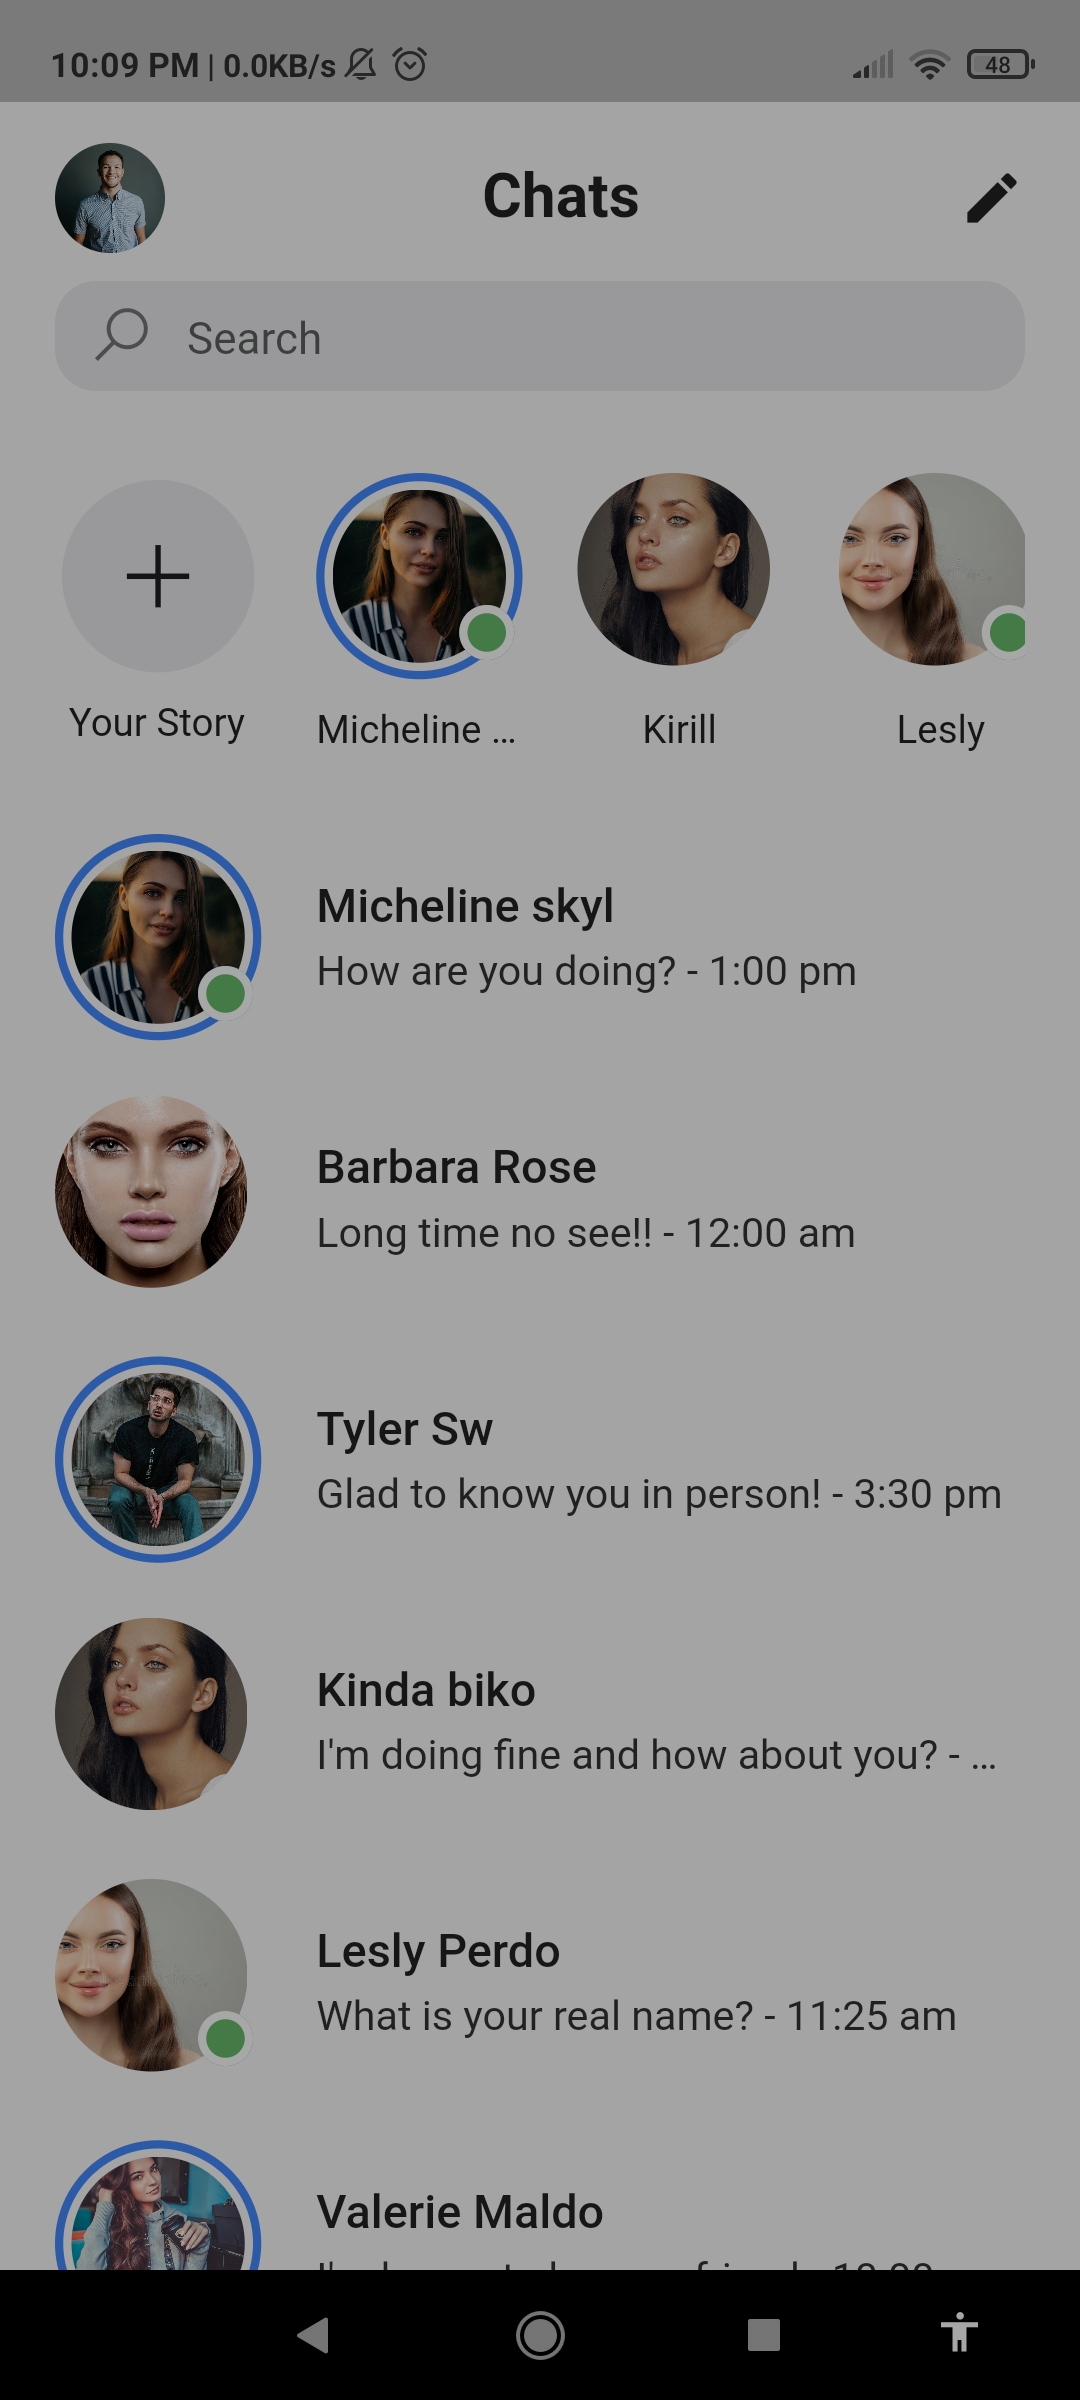 10:09 PM | 0.0KB/s
48
Chats
Search
Your Story
Micheline ...
Kirill
Lesly
Micheline skyl
How are you doing? - 1:00 pm
Barbara Rose
Long time no see!! - 12:00 am
Tyler Sw
Glad to know you in person! - 3:30 pm
Kinda biko
I'm doing fine and how about you? - ...
Lesly Perdo
What is your real name? - 11:25 am
Valerie Maldo